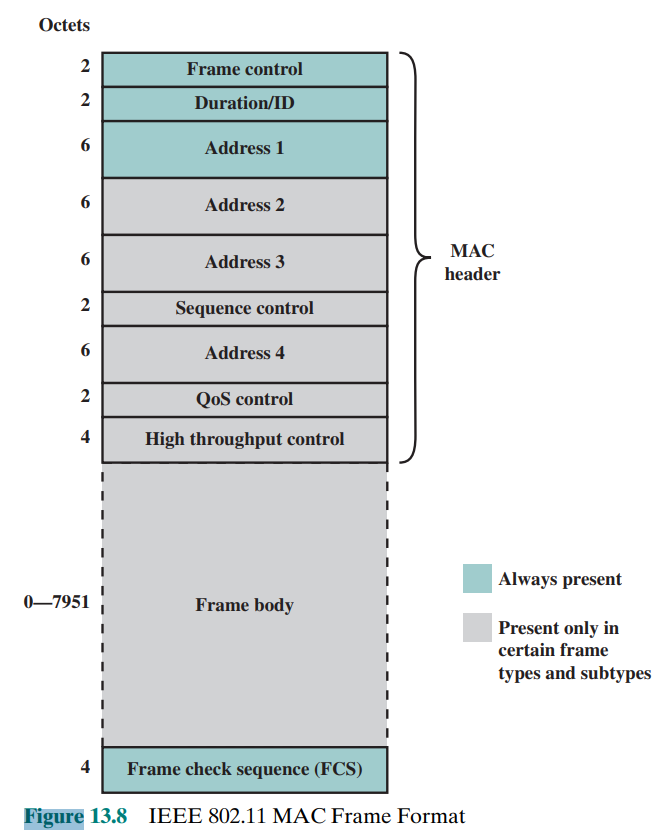 Octets
2 Frame control
2 Duration/ID
6 Address 1
6 Address 2
6 Address 3
2 Sequence control
6 Address 4
2 QoS control
4 High throughput control
MAC
header
0—7951 Frame body
Always present
Present only in
certain frame
types and subtypes
4 Frame check sequence (FCS)
Figure 13.8 IEEE 802.11 MAC Frame Format